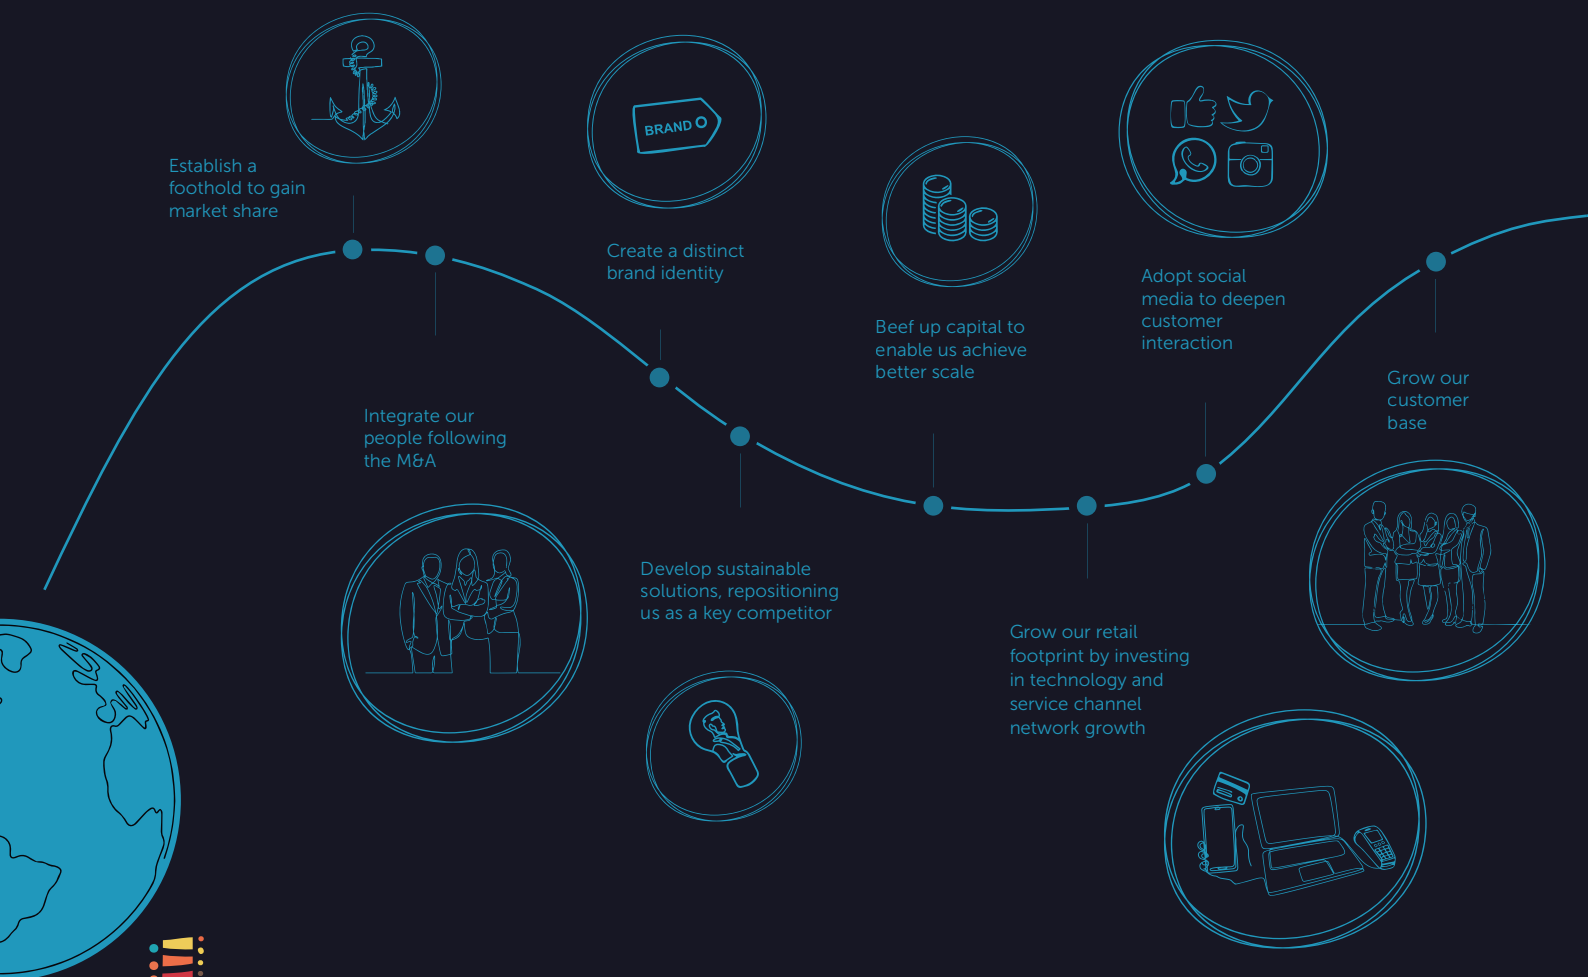 Establish a
foothold to gain
market share
Integrate our
people following
the M&A
BRAND
Create a distinct
brand identity
Develop sustainable
solutions, repositioning
us as a key competitor
Beef up capital to
enable us achieve
better scale
Grow our retail
footprint by investing
in technology and
service channel
network growth
Adopt social
media to deepen
customer
interaction
Grow our
customer
base